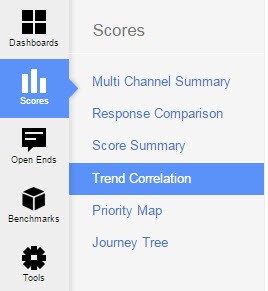 Dashboards
Scores
Open Ends
Benchmarks
Tools
Scores
Multi Channel Summary
Response Comparison
Score Summary
Trend Correlation
Priority Map
Journey Tree